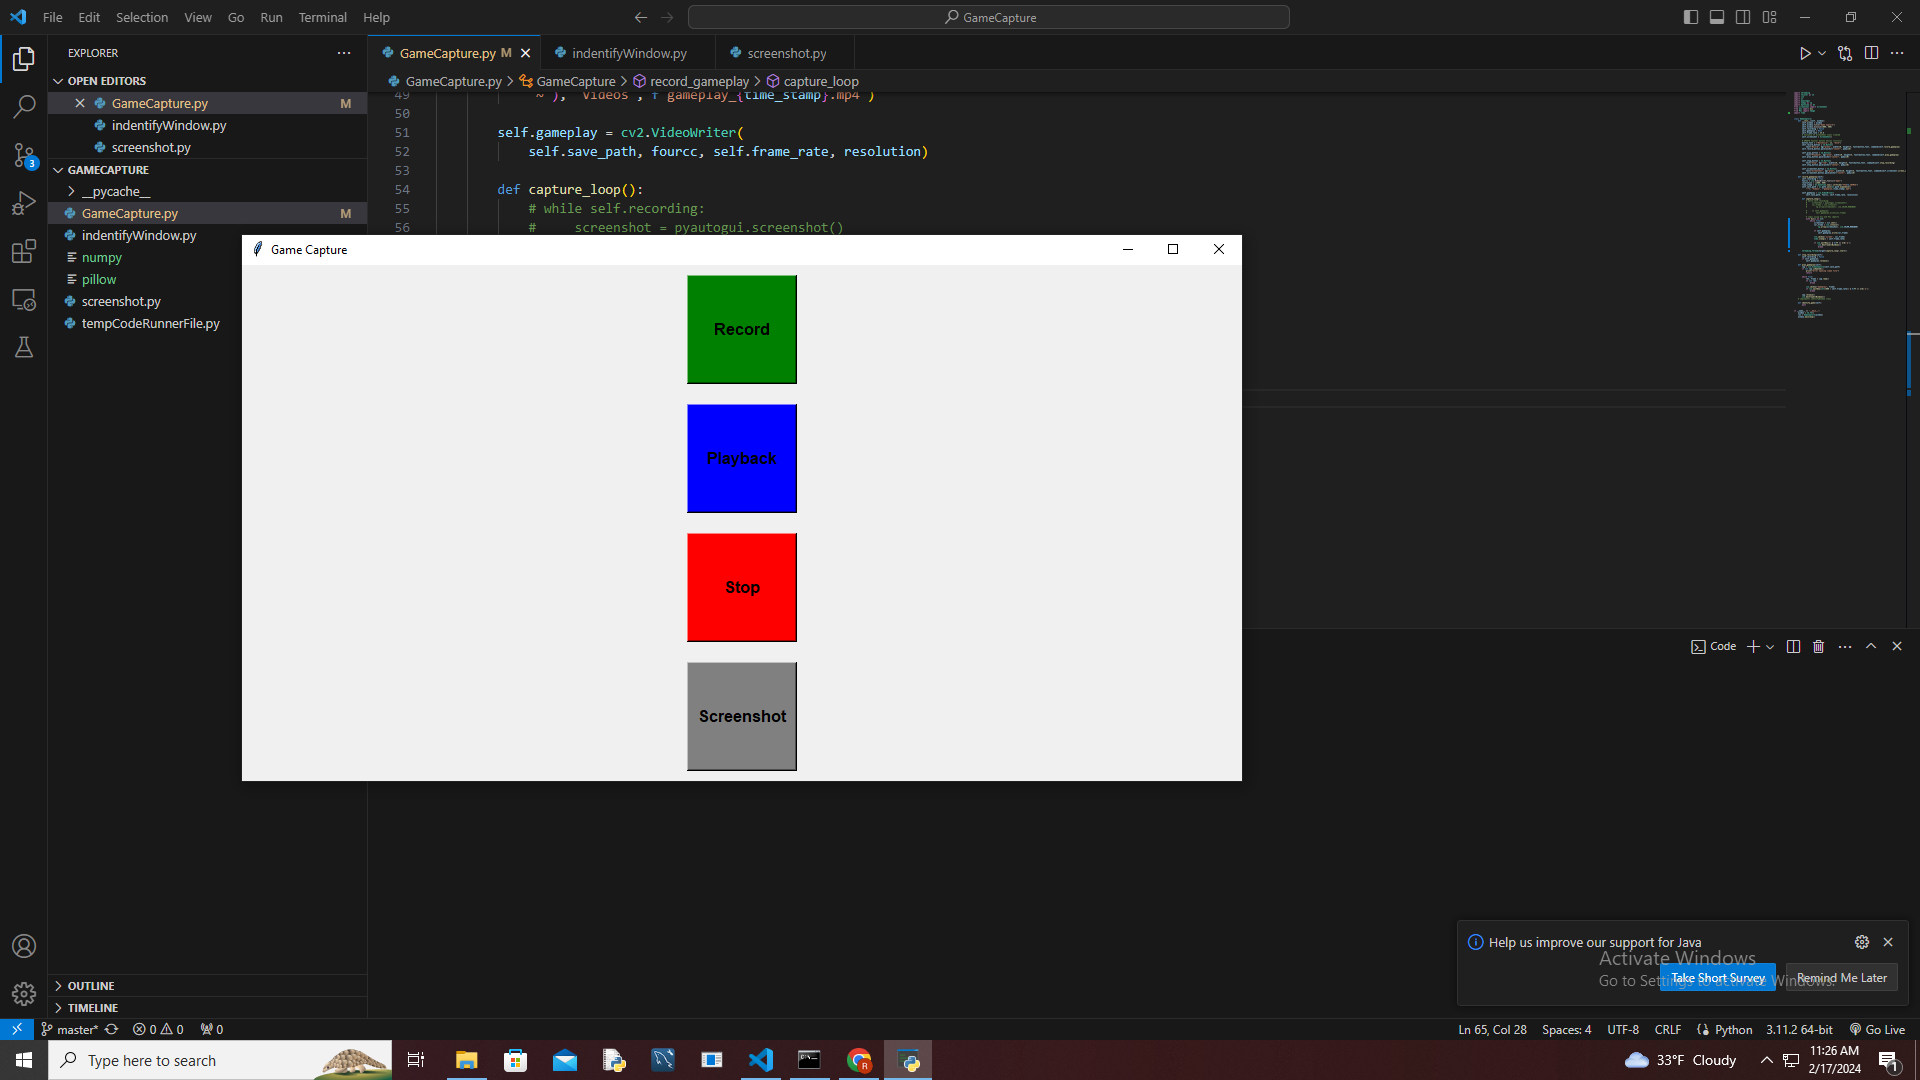 File Edit Selection View Go Run Terminal Help
GameCapture
EXPLORER
GameCapture.py M
indentifyWindow.py
screenshot.py
OPEN EDITORS
GameCapture.py > GameCapture > record_gameplay > capture_loop
GameCapture.py M
indentifyWindow.py
screenshot.py
GAMECAPTURE
__pycache__
GameCapture.py M
indentifyWindow.py
numpy
pillow
screenshot.py
tempCodeRunnerFile.py
49 "~"), "Videos", f"gameplay_{time_stamp}.mp4")
50
51 self.gameplay = cv2.VideoWriter(
52 self.save_path, fourcc, self.frame_rate, resolution)
53
54 def capture_loop():
55 # while self.recording:
56 # screenshot = pyautogui.screenshot()
Game Capture
Record
Playback
Stop
Screenshot
Code
Help us improve our support for Java
Take Short Survey
Remind Me Later
Activate Windows
Go to Settings to activate Windows.
OUTLINE
TIMELINE
master* 0 0 0
Ln 65, Col 28 Spaces: 4 UTF-8 CRLF Python 3.11.2 64-bit Go Live
3
Type here to search
33°F Cloudy
11:26 AM
2/17/2024
1